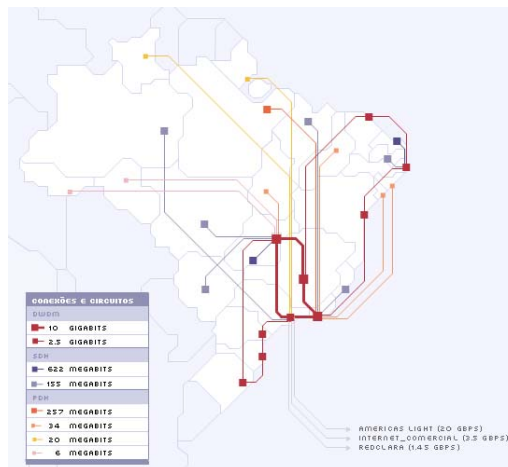 CONEXÕES E CIRCUITOS
DWDM
10 GIGABITS
2.5 GIGABITS
SDH
622 MEGABITS
155 MEGABITS
PDH
257 MEGABITS
34 MEGABITS
20 MEGABITS
6 MEGABITS
AMERICAS LIGHT (20 GBPS)
INTERNET_COMERCIAL (3.5 GBPS)
REDCLARA (1.45 GBPS)